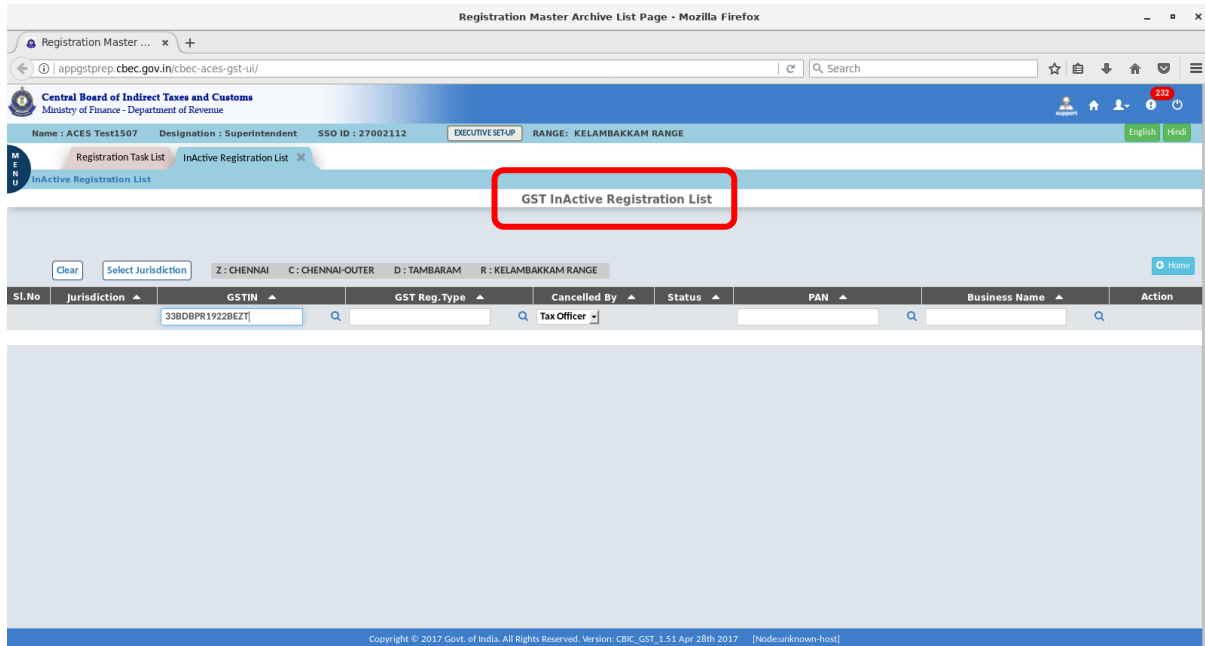 Registration Master Archive List Page - Mozilla Firefox
Registration Master ... × +
appgstprep.cbec.gov.in/cbec-aces-gst-ui/ Search
Central Board of Indirect Taxes and Customs
Ministry of Finance - Department of Revenue
support 232
Name : ACES Test1507 Designation : Superintendent SSO ID : 27002112 EXECUTIVE SET-UP RANGE: KELAMBAKKAM RANGE English Hindi
MENU
Registration Task List InActive Registration List
InActive Registration List
GST InActive Registration List
Clear Select Jurisdiction Z : CHENNAI C : CHENNAI-OUTER D : TAMBARAM R : KELAMBAKKAM RANGE Home
Sl.No Jurisdiction GSTIN GST Reg.Type Cancelled By Status PAN Business Name Action
33BDBPR1922BEZT Tax Officer
Copyright © 2017 Govt. of India. All Rights Reserved. Version: CBIC_GST_1.51 Apr 28th 2017 [Node:unknown-host]